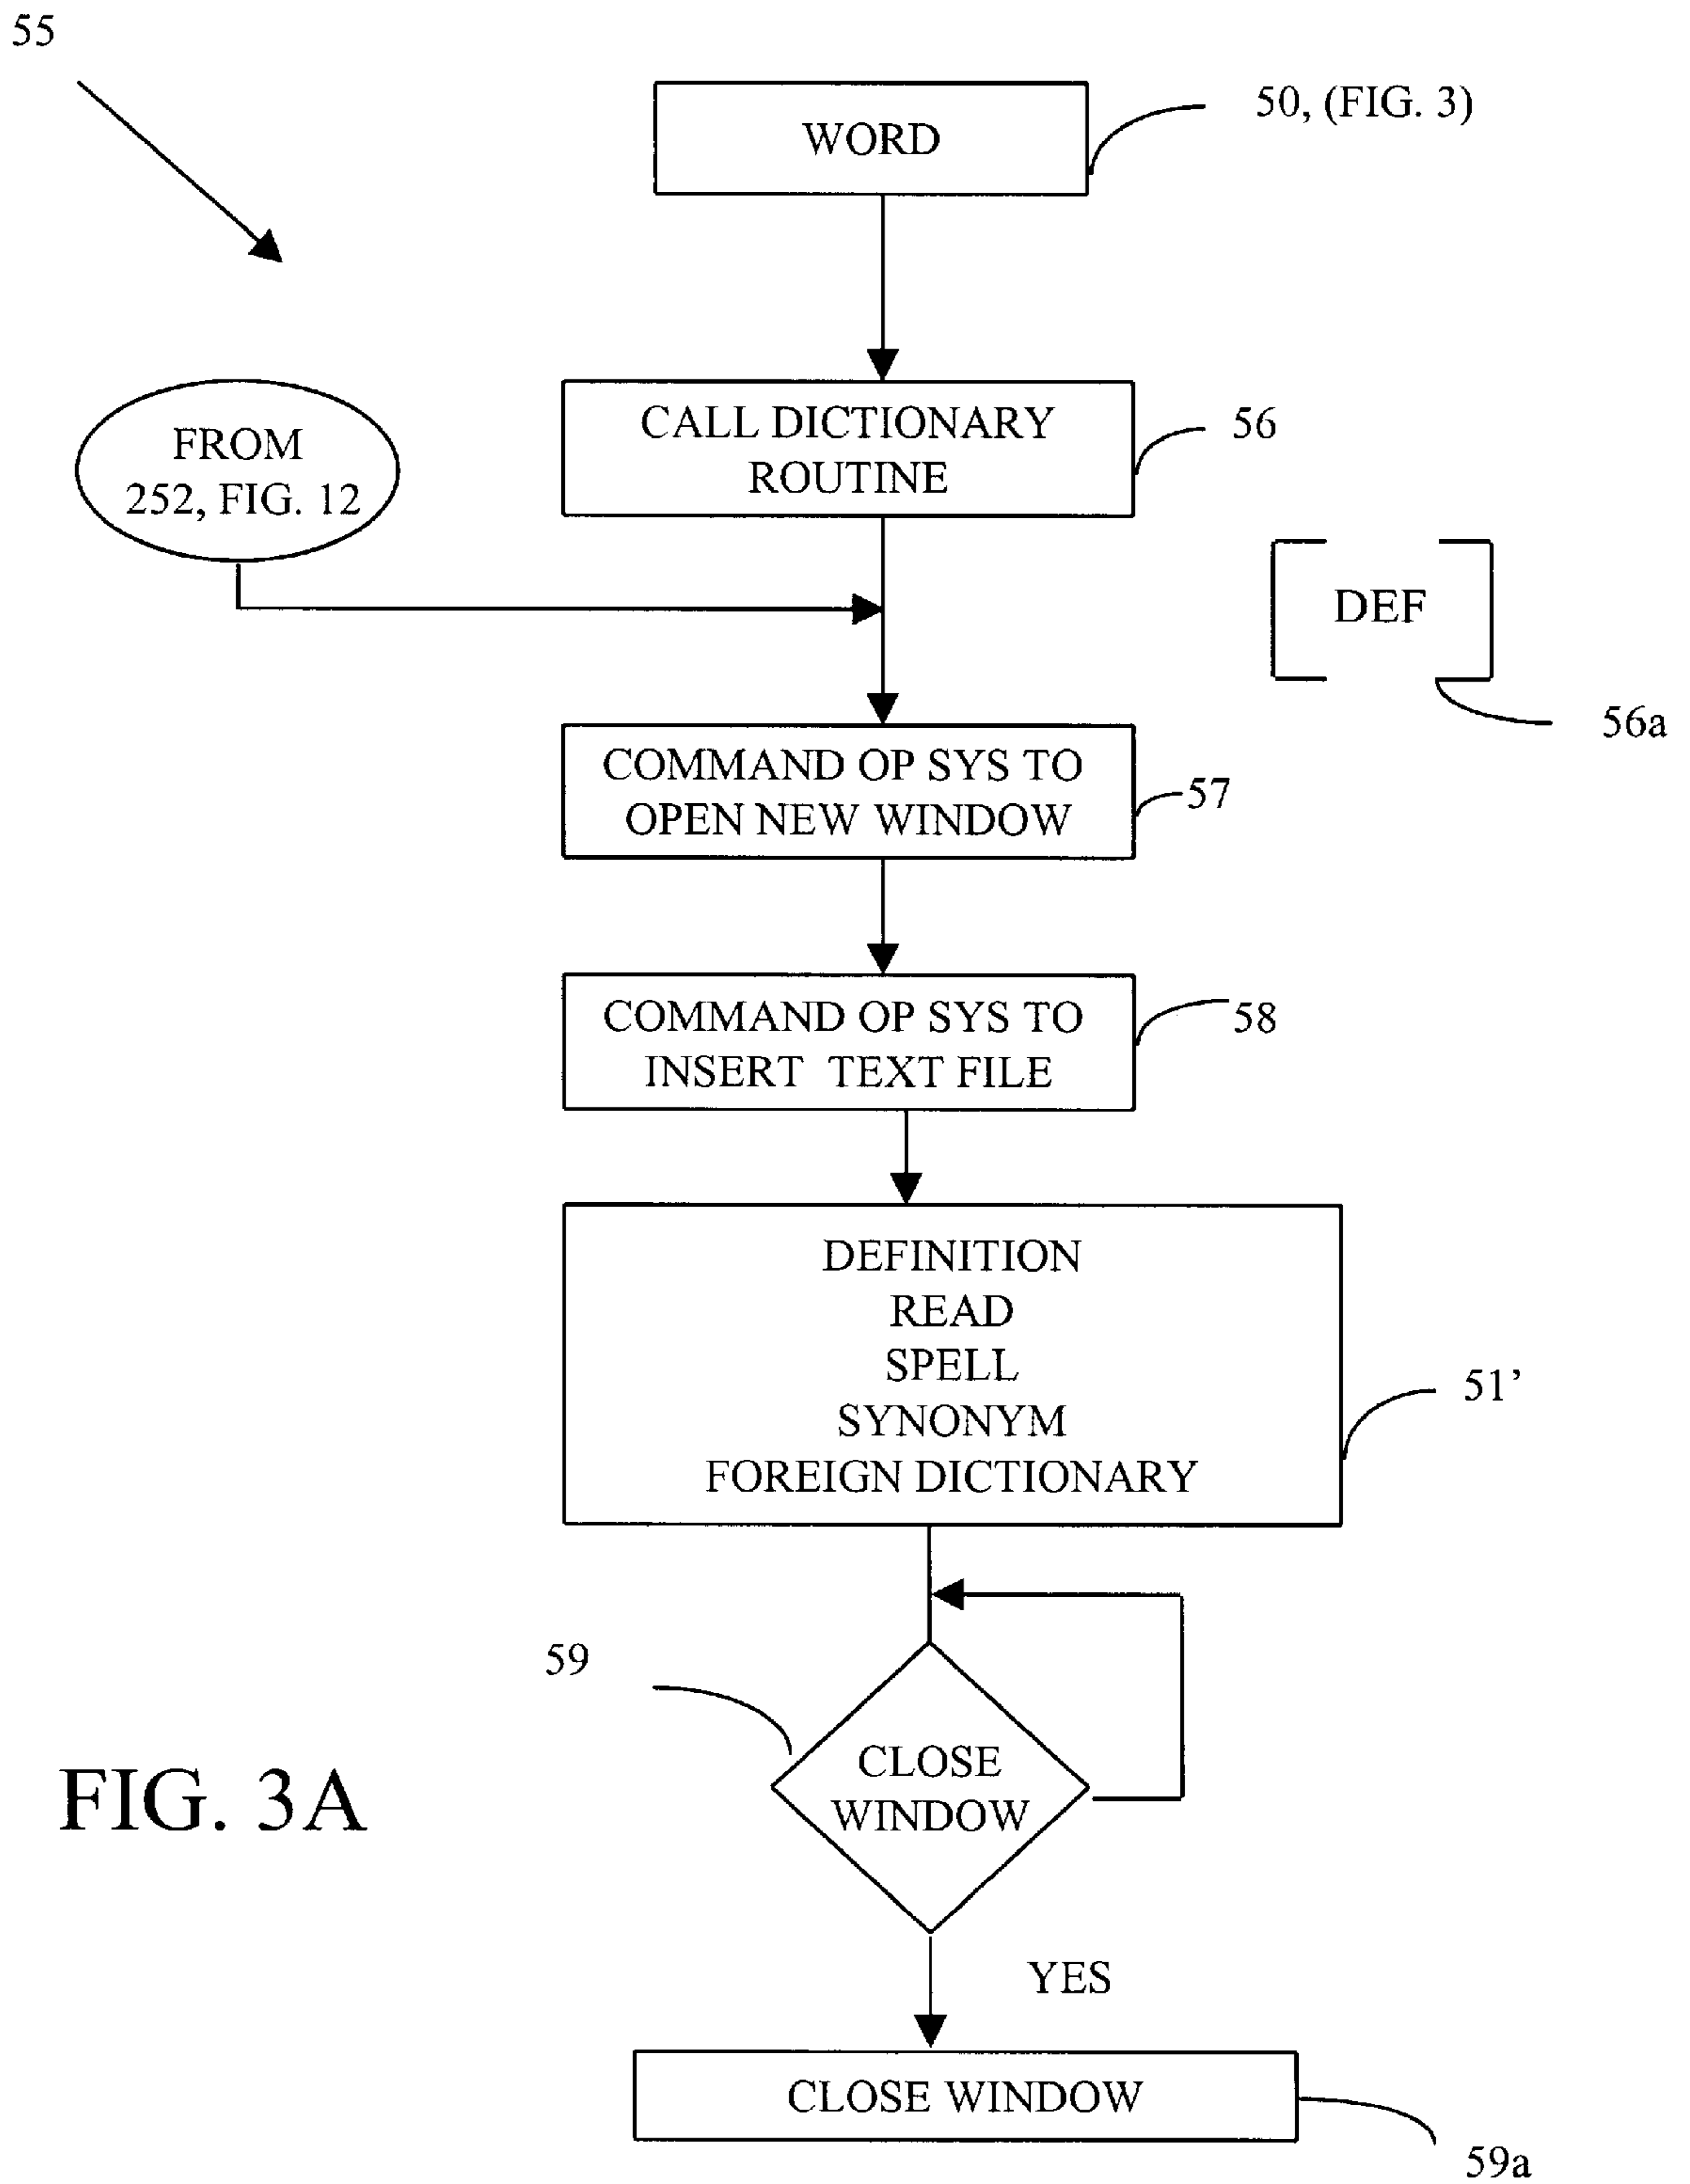 55
WORD
50, (FIG. 3)
CALL DICTIONARY
ROUTINE
56
FROM
252, FIG. 12
DEF
56a
COMMAND OP SYS TO
OPEN NEW WINDOW
57
COMMAND OP SYS TO
INSERT TEXT FILE
58
DEFINITION
READ
SPELL
SYNONYM
FOREIGN DICTIONARY
51’
59
CLOSE
WINDOW
FIG. 3A
YES
CLOSE WINDOW
59a